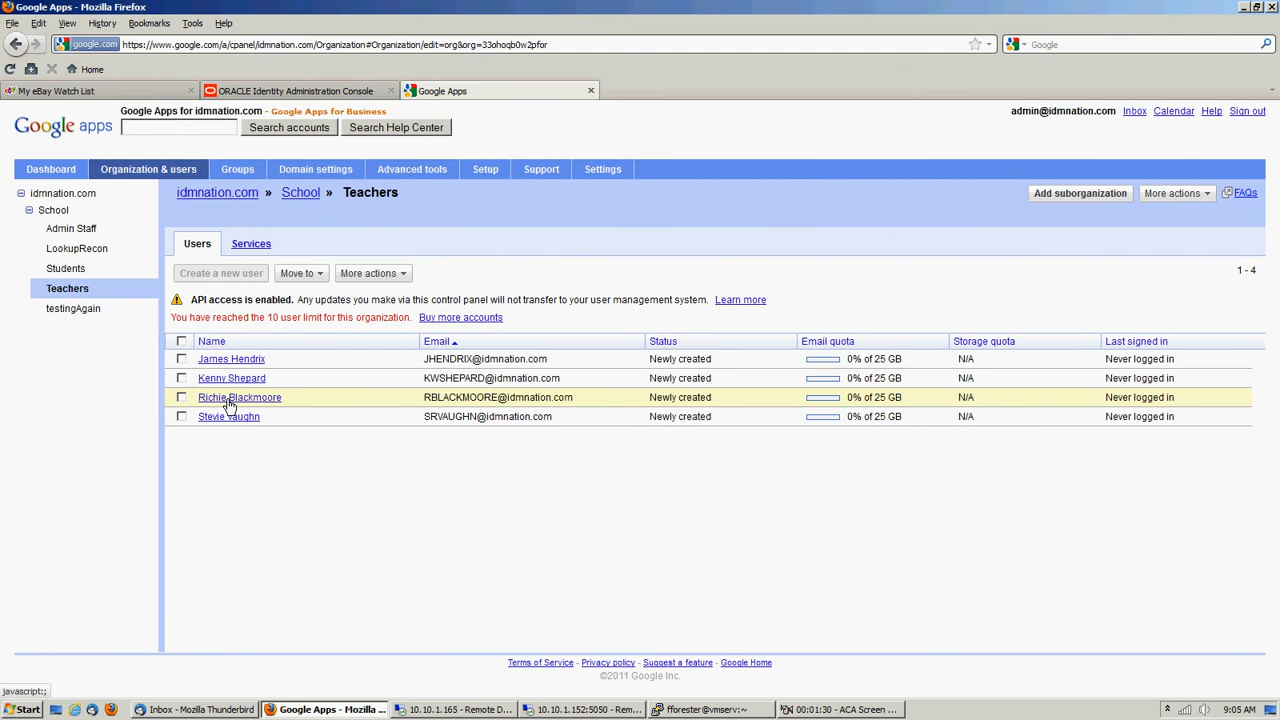 Google Apps - Mozilla Firefox
File Edit View History Bookmarks Tools Help
google.com https://www.google.com/a/cpanel/idmnation.com/Organization#Organization/edit=org&org=33ohoqb0w2pfor Google
Home
My eBay Watch List ORACLE Identity Administration Console Google Apps
Google apps
Google Apps for idmnation.com - Google Apps for Business
admin@idmnation.com Inbox Calendar Help Sign out
Search accounts Search Help Center
Dashboard Organization & users Groups Domain settings Advanced tools Setup Support Settings
idmnation.com
School
Admin Staff
LookupRecon
Students
Teachers
testingAgain
idmnation.com » School » Teachers
Add suborganization More actions FAQs
Users Services
Create a new user Move to More actions 1 - 4
API access is enabled. Any updates you make via this control panel will not transfer to your user management system. Learn more
You have reached the 10 user limit for this organization. Buy more accounts
Name Email Status Email quota Storage quota Last signed in
James Hendrix JHENDRIX@idmnation.com Newly created 0% of 25 GB N/A Never logged in
Kenny Shepard KWSHEPARD@idmnation.com Newly created 0% of 25 GB N/A Never logged in
Richie Blackmoore RBLACKMOORE@idmnation.com Newly created 0% of 25 GB N/A Never logged in
Stevie Vaughn SRVAUGHN@idmnation.com Newly created 0% of 25 GB N/A Never logged in
Terms of Service - Privacy policy - Suggest a feature - Google Home
©2011 Google Inc.
javascript:;
Start Inbox - Mozilla Thunderbird Google Apps - Mozilla ... 10.10.1.165 - Remote D... 10.10.1.152:5050 - Rem... fforester@vmserv:~ 00:01:30 - ACA Screen ... 9:05 AM